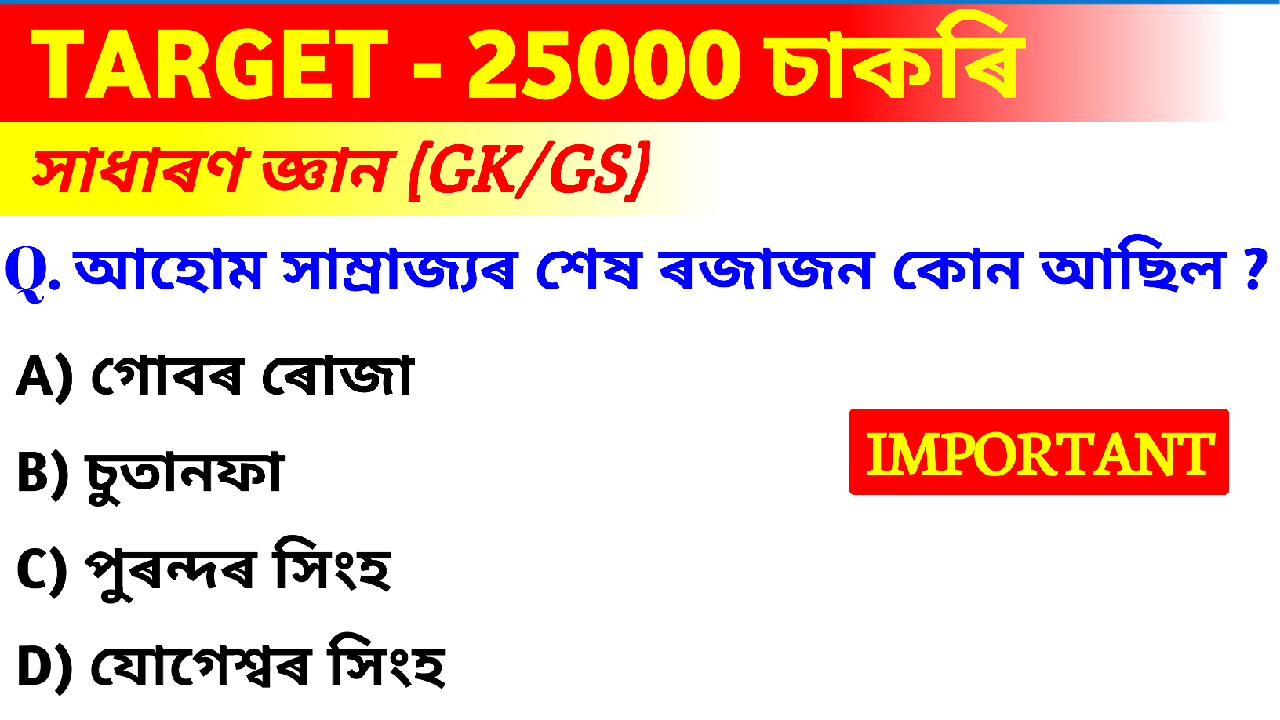 TARGET - 25000 চাকৰি
সাধাৰণ জ্ঞান (GK/GS)
Q. আহোম সাম্ৰাজ্যৰ শেষ ৰজাজন কোন আছিল ?
A) গোবৰ ৰোজা
IMPORTANT
B) চুতানফা
C) পুৰন্দৰ সিংহ
D) যোগেশ্বৰ সিংহ